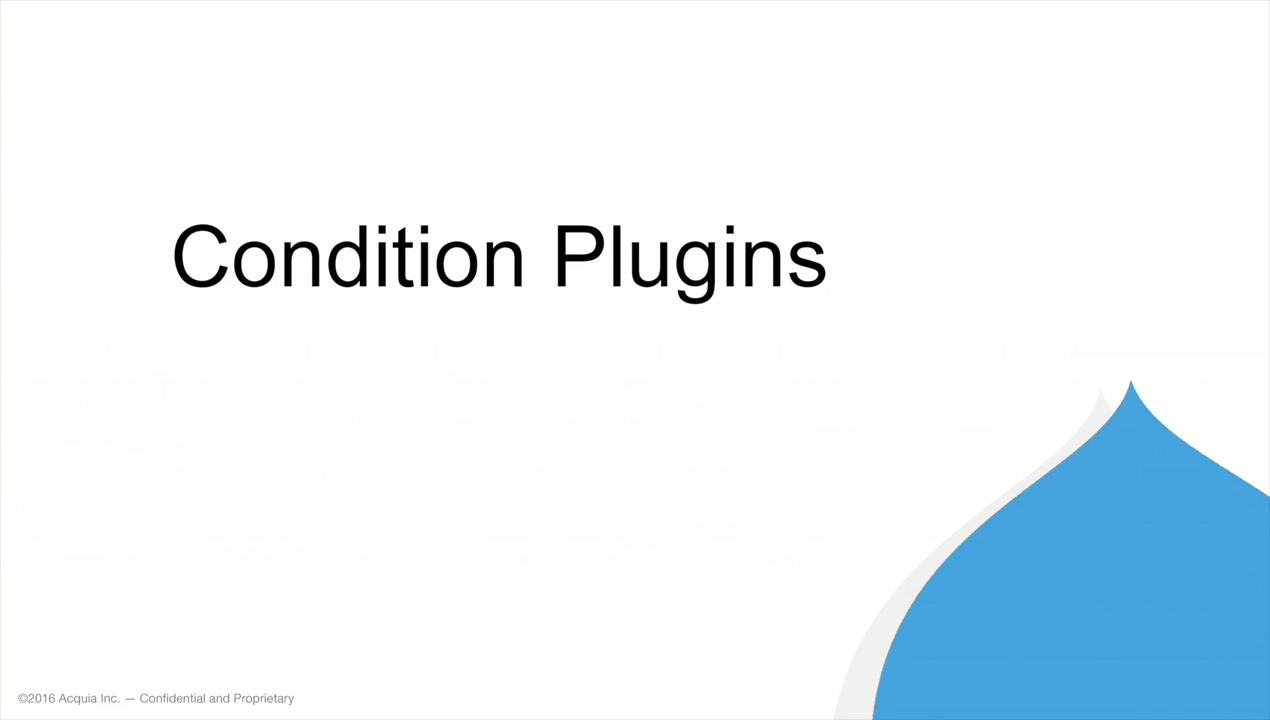 Condition Plugins
©2016 Acquia Inc. — Confidential and Proprietary